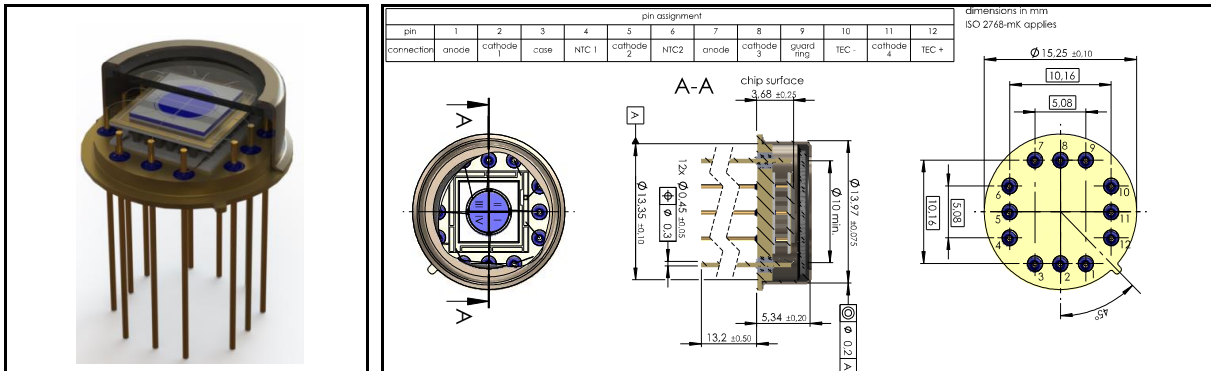 pin assignment
pin 1 2 3 4 5 6 7 8 9 10 11 12
connection anode cathode 1 case NTC 1 cathode 2 NTC2 anode cathode 3 guard ring TEC - cathode 4 TEC +
dimensions in mm
ISO 2768-mK applies
A
A
I
II
III
IV
A-A
chip surface
3,68 ±0,25
A
Ø 13,35 ±0,10
12x Ø 0,45 ±0,05
⌖ Ø 0,3
Ø 10 min.
Ø 13,97 ±0,075
5,34 ±0,20
13,2 ±0,50
◎ Ø 0,2 A
Ø 15,25 ±0,10
10,16
5,08
10,16
5,08
7 8 9
6 10
5 11
4 12
3 2 1
45°